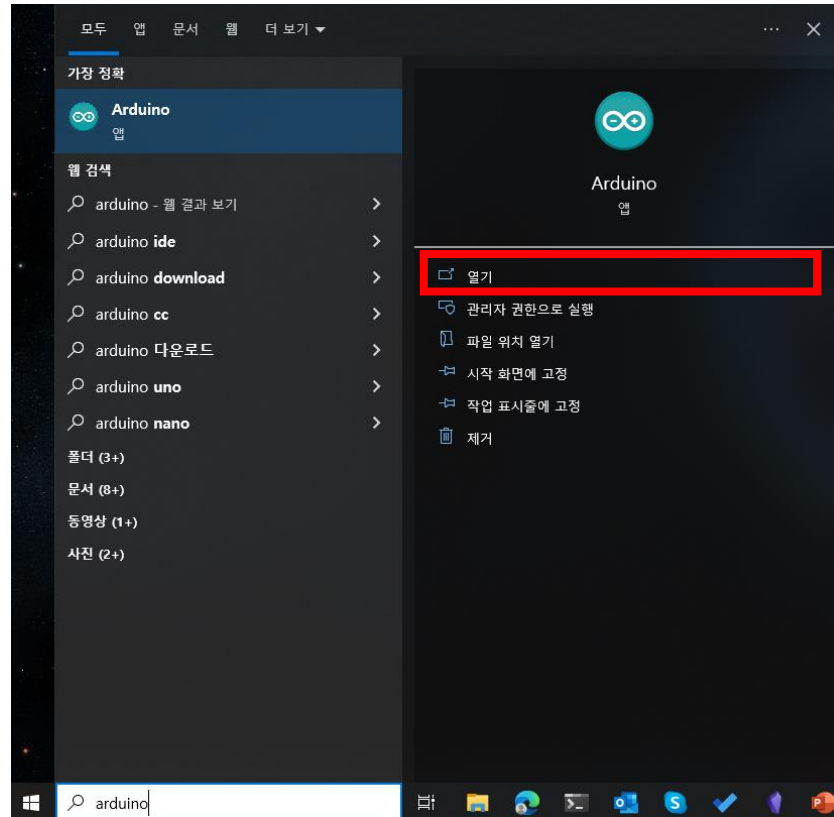 모두 앱 문서 웹 더 보기
가장 정확
Arduino
앱
웹 검색
arduino - 웹 결과 보기
arduino ide
arduino download
arduino cc
arduino 다운로드
arduino uno
arduino nano
폴더 (3+)
문서 (8+)
동영상 (1+)
사진 (2+)
Arduino
앱
열기
관리자 권한으로 실행
파일 위치 열기
시작 화면에 고정
작업 표시줄에 고정
제거
arduino